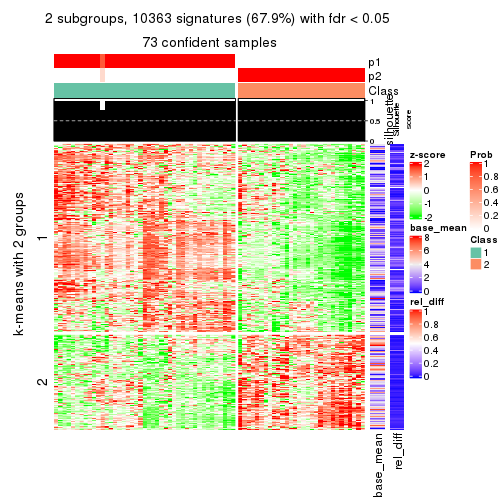 2 subgroups, 10363 signatures (67.9%) with fdr < 0.05
73 confident samples
p1
p2
Class
1
0.5
0
silhouette
Silhouette
score
k-means with 2 groups
1
2
base_mean
rel_diff
z-score
2
1
0
-1
-2
base_mean
8
6
4
2
0
rel_diff
1
0.8
0.6
0.4
0.2
0
Prob
1
0.8
0.6
0.4
0.2
0
Class
1
2